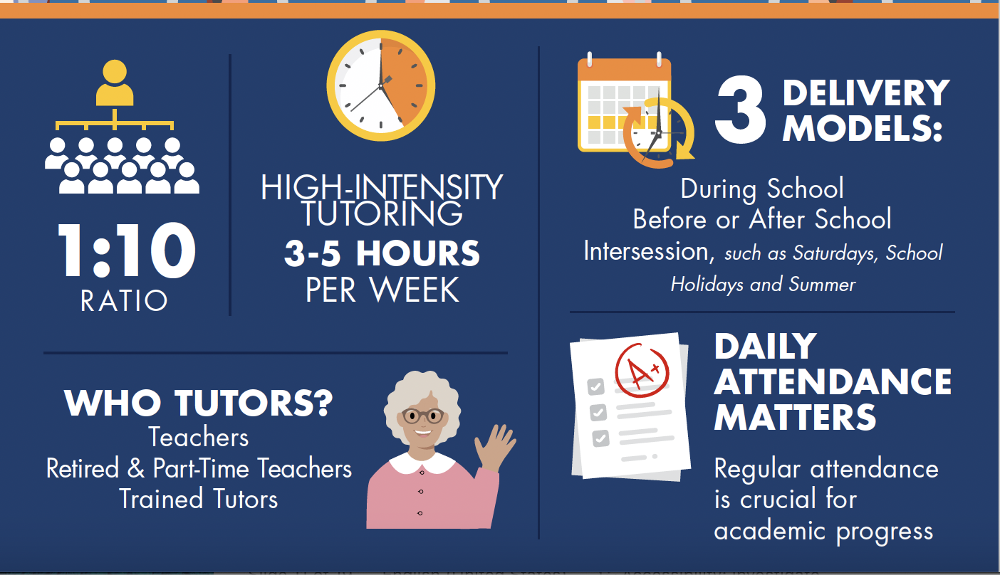 1:10
RATIO
HIGH-INTENSITY
TUTORING
3-5 HOURS
PER WEEK
3 DELIVERY
MODELS:
During School
Before or After School
Intersession, such as Saturdays, School
Holidays and Summer
WHO TUTORS?
Teachers
Retired & Part-Time Teachers
Trained Tutors
A+
DAILY
ATTENDANCE
MATTERS
Regular attendance
is crucial for
academic progress